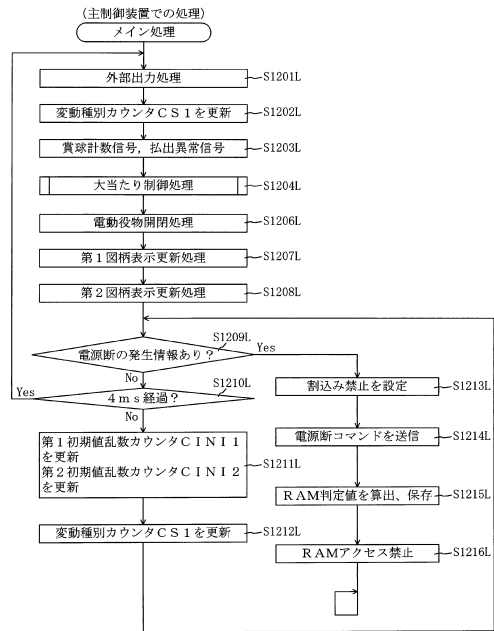 (主制御装置での処理)
メイン処理
外部出力処理
S1201L
変動種別カウンタCS1を更新
S1202L
賞球計数信号,払出異常信号
S1203L
大当たり制御処理
S1204L
電動役物開閉処理
S1206L
第1図柄表示更新処理
S1207L
第2図柄表示更新処理
S1208L
電源断の発生情報あり?
S1209L
Yes
No
4ms経過?
S1210L
Yes
No
第1初期値乱数カウンタCINI1
を更新
第2初期値乱数カウンタCINI2
を更新
S1211L
変動種別カウンタCS1を更新
S1212L
割込み禁止を設定
S1213L
電源断コマンドを送信
S1214L
RAM判定値を算出、保存
S1215L
RAMアクセス禁止
S1216L